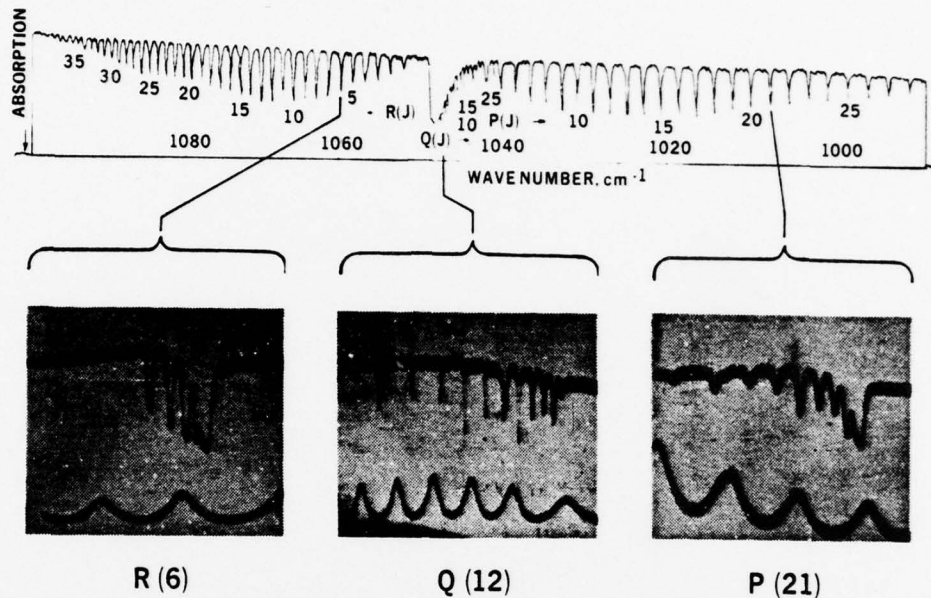 ABSORPTION
35
30
25
20
15
10
5
- R(J)
Q(J) →
15
10
25
P(J) →
10
15
20
25
1080
1060
1040
1020
1000
WAVENUMBER, cm-1
R (6)
Q (12)
P (21)